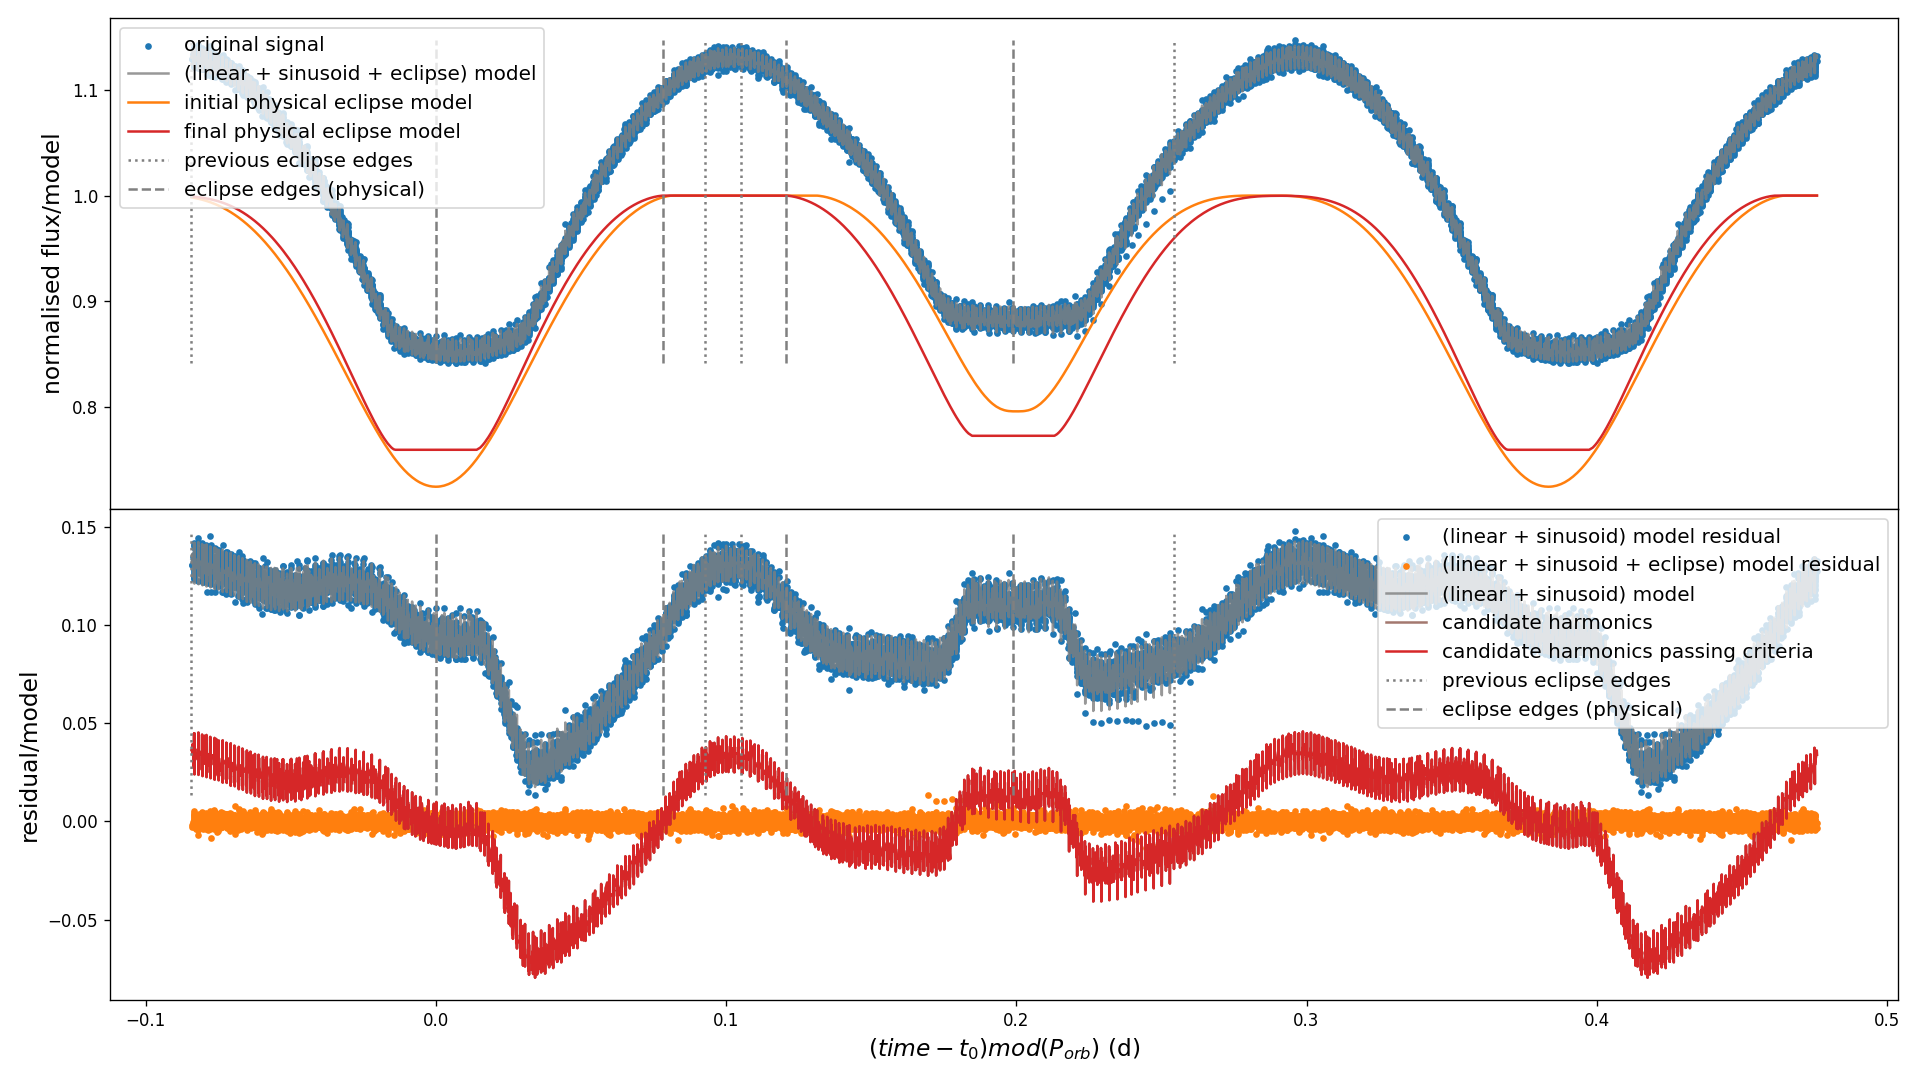 original signal
(linear + sinusoid + eclipse) model
initial physical eclipse model
final physical eclipse model
previous eclipse edges
eclipse edges (physical)
normalised flux/model
1.1
1.0
0.9
0.8
(linear + sinusoid) model residual
(linear + sinusoid + eclipse) model residual
(linear + sinusoid) model
candidate harmonics
candidate harmonics passing criteria
previous eclipse edges
eclipse edges (physical)
residual/model
0.15
0.10
0.05
0.00
−0.05
−0.1 0.0 0.1 0.2 0.3 0.4 0.5
(time − t₀)mod(P_orb) (d)